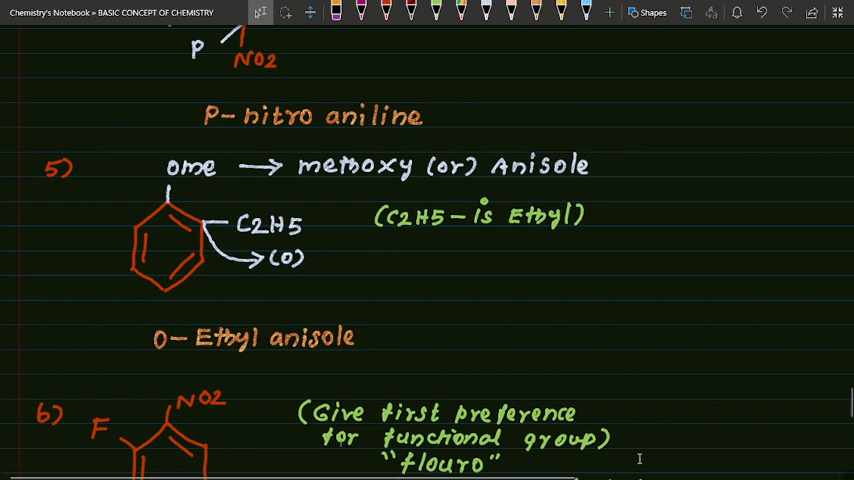 Chemistry's Notebook » BASIC CONCEPT OF CHEMISTRY
Shapes
P
NO2
P-nitro aniline
5)
ome → methoxy (or) Anisole
C2H5
(C2H5 - is Ethyl)
(O)
O- Ethyl anisole
6)
NO2
F
(Give first preference
for functional group)
"flouro"